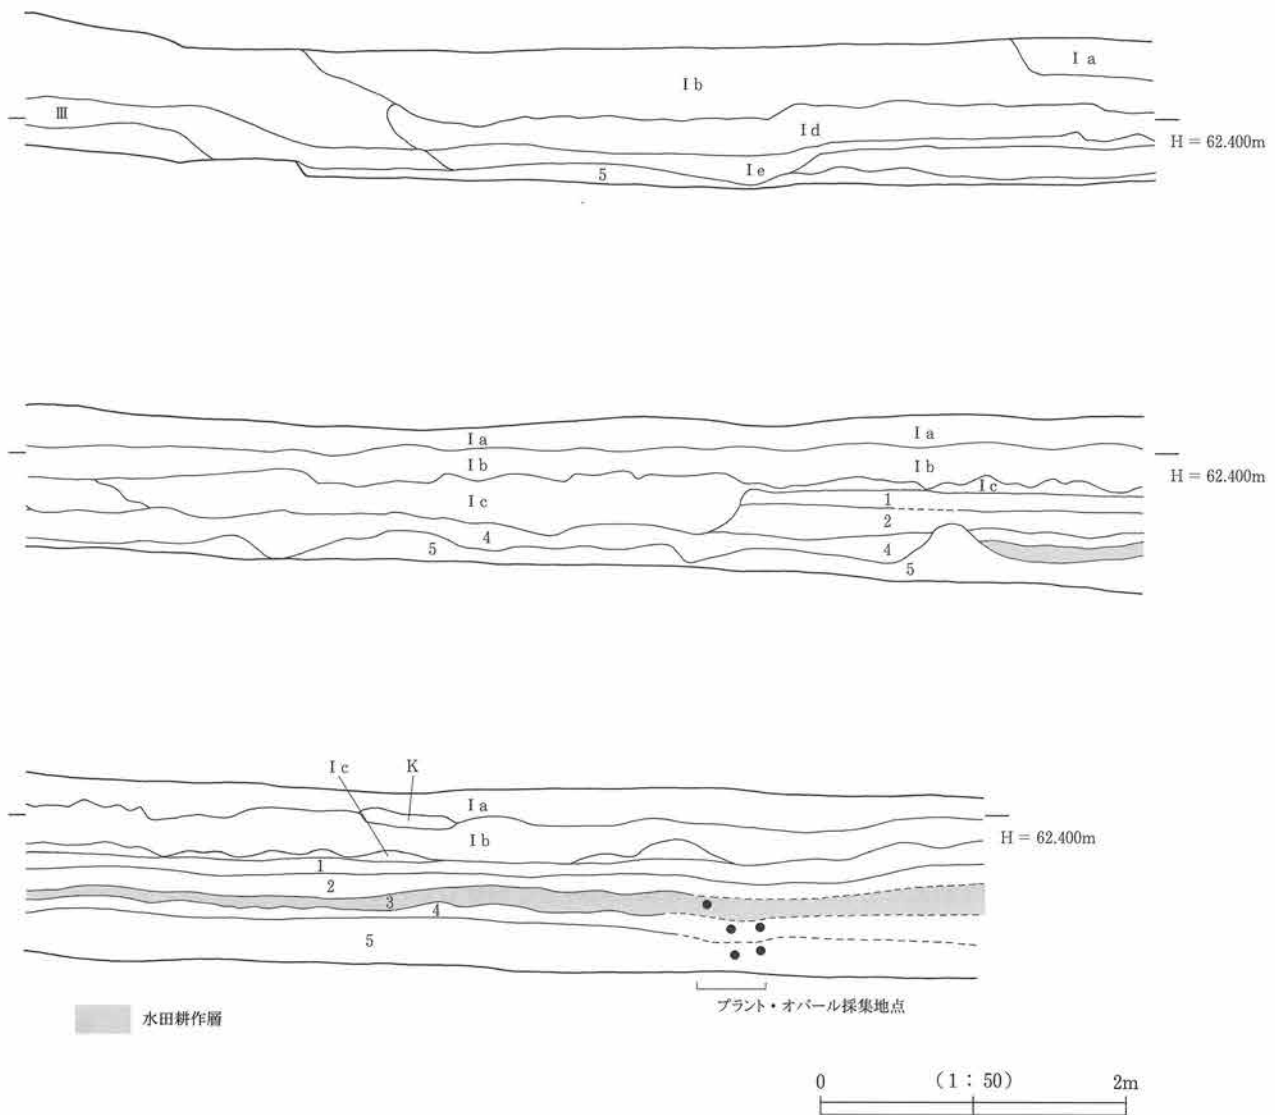 Ⅰa
Ⅰb
Ⅲ
Ⅰd
H = 62.400m
Ⅰe
5
Ⅰa
Ⅰa
Ⅰb
Ⅰb
H = 62.400m
Ⅰc
Ⅰc
1
2
4
4
5
5
Ⅰc
K
Ⅰa
Ⅰb
H = 62.400m
1
2
3
4
5
プラント・オパール採集地点
水田耕作層
0 (1：50) 2m